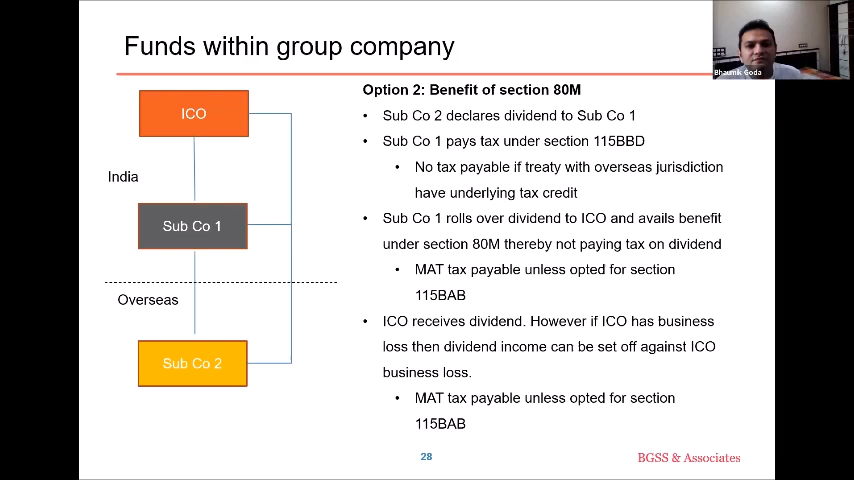 Funds within group company
Bhaumik Goda
ICO
India
Sub Co 1
Overseas
Sub Co 2
Option 2: Benefit of section 80M
• Sub Co 2 declares dividend to Sub Co 1
• Sub Co 1 pays tax under section 115BBD
• No tax payable if treaty with overseas jurisdiction
have underlying tax credit
• Sub Co 1 rolls over dividend to ICO and avails benefit
under section 80M thereby not paying tax on dividend
• MAT tax payable unless opted for section
115BAB
• ICO receives dividend. However if ICO has business
loss then dividend income can be set off against ICO
business loss.
• MAT tax payable unless opted for section
115BAB
28
BGSS & Associates